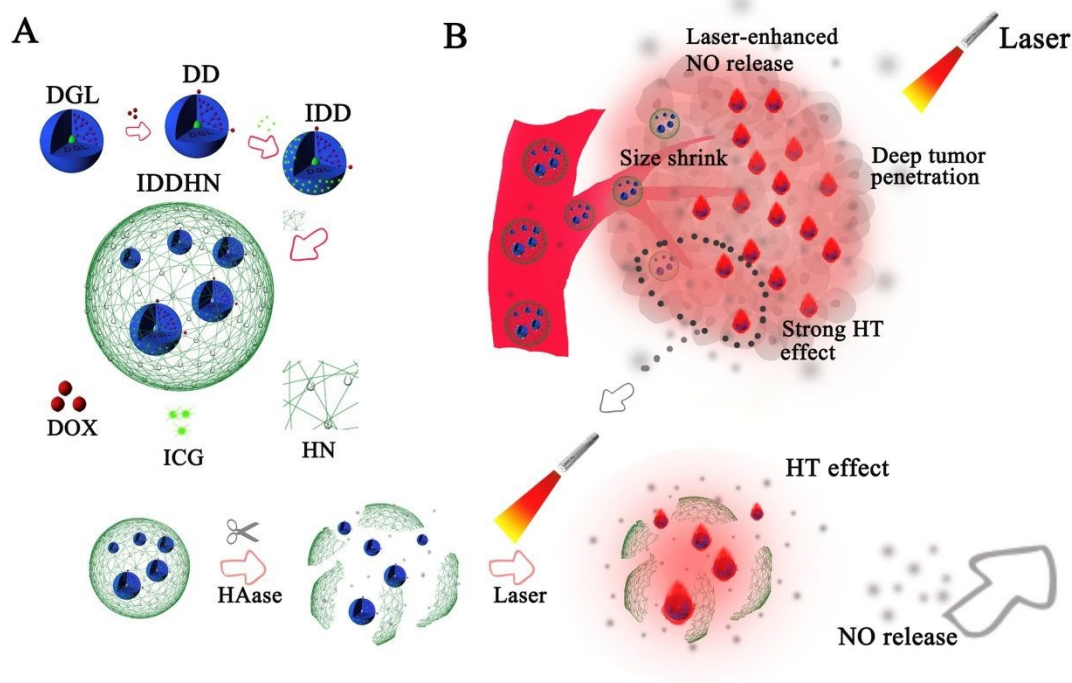 A
DGL
DD
IDD
IDDHN
DOX
ICG
HN
B
Laser-enhanced
NO release
Laser
Size shrink
Deep tumor
penetration
Strong HT
effect
HAase
Laser
HT effect
NO release